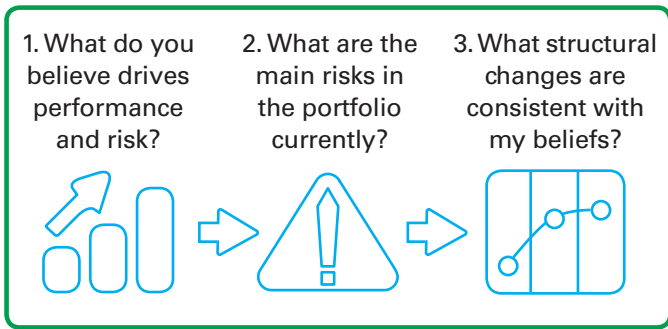 1. What do you
believe drives
performance
and risk?
2. What are the
main risks in
the portfolio
currently?
3. What structural
changes are
consistent with
my beliefs?